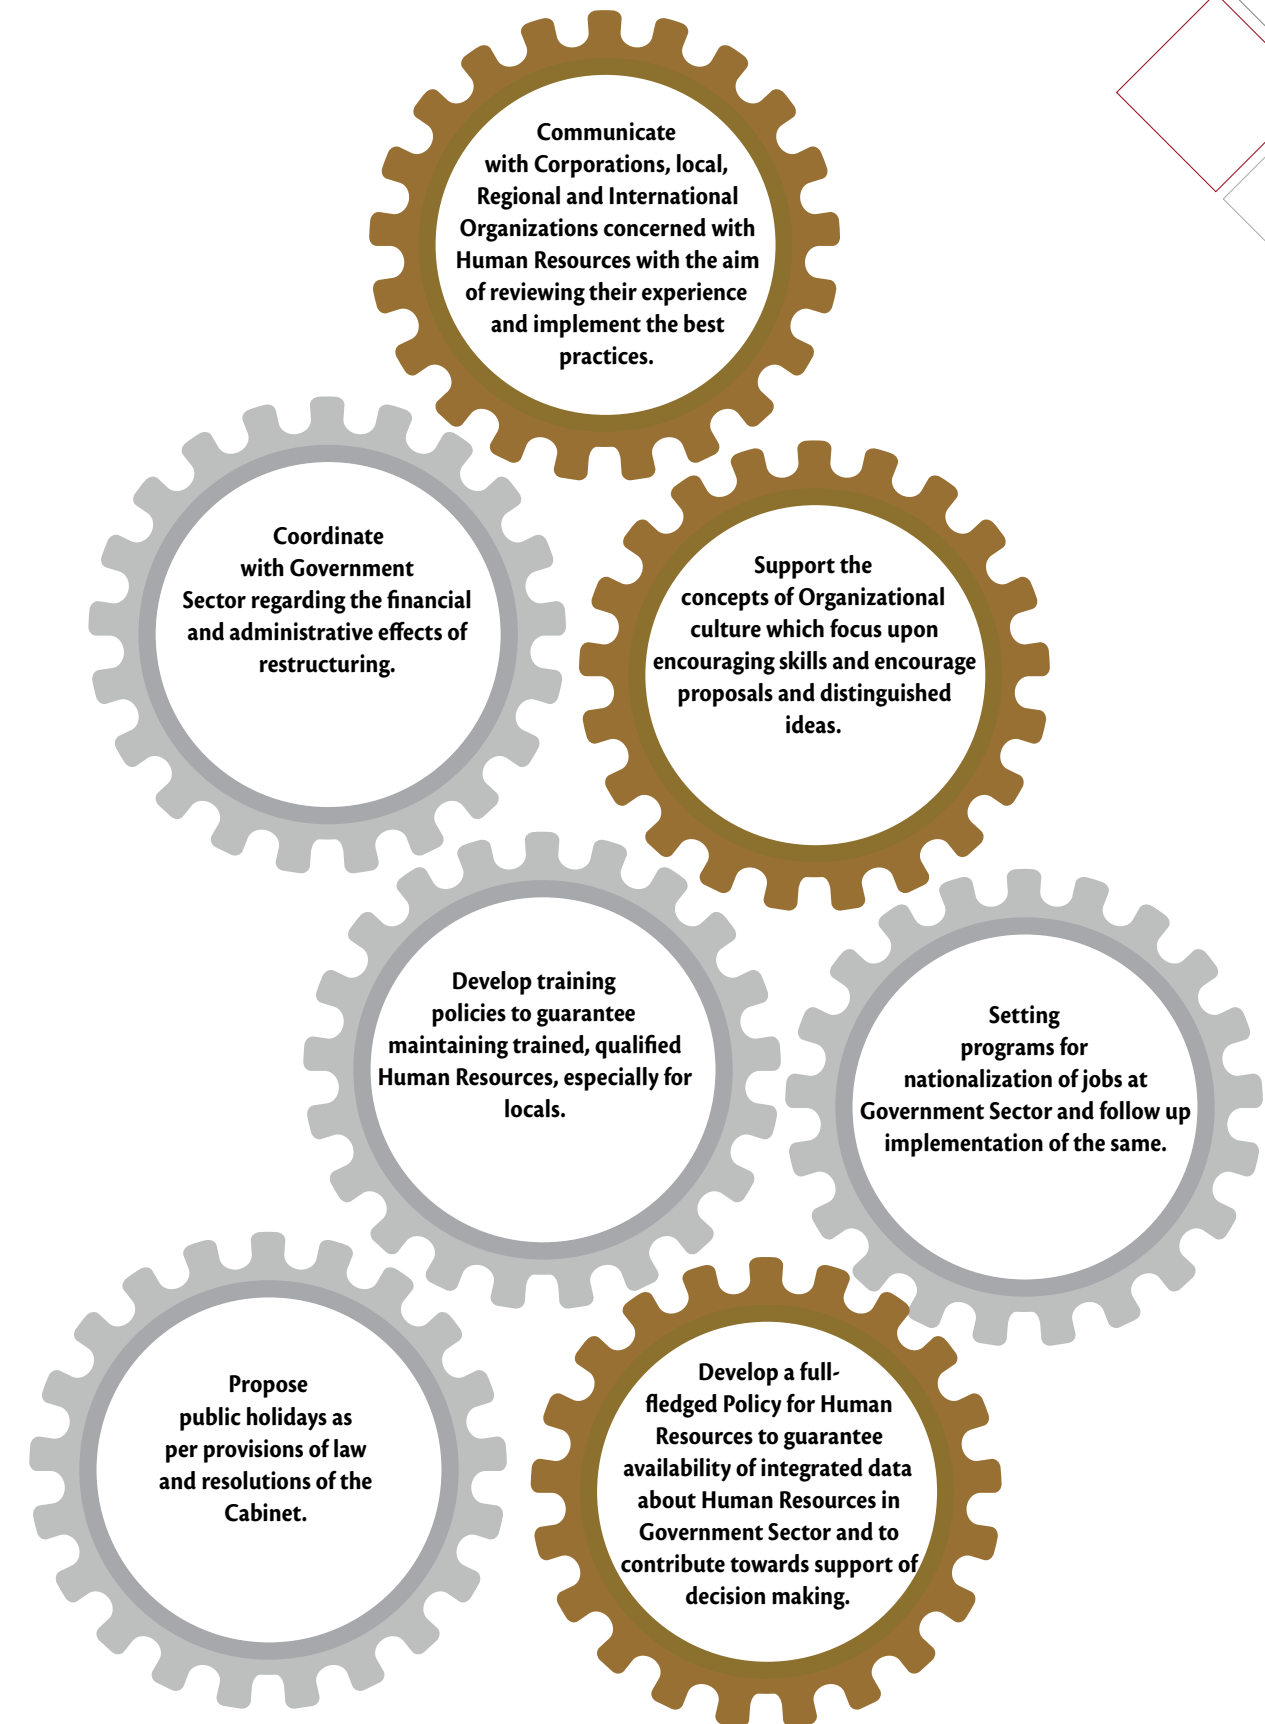 Communicate
with Corporations, local,
Regional and International
Organizations concerned with
Human Resources with the aim
of reviewing their experience
and implement the best
practices.
Coordinate
with Government
Sector regarding the financial
and administrative effects of
restructuring.
Support the
concepts of Organizational
culture which focus upon
encouraging skills and encourage
proposals and distinguished
ideas.
Develop training
policies to guarantee
maintaining trained, qualified
Human Resources, especially for
locals.
Setting
programs for
nationalization of jobs at
Government Sector and follow up
implementation of the same.
Propose
public holidays as
per provisions of law
and resolutions of the
Cabinet.
Develop a full-
fledged Policy for Human
Resources to guarantee
availability of integrated data
about Human Resources in
Government Sector and to
contribute towards support of
decision making.